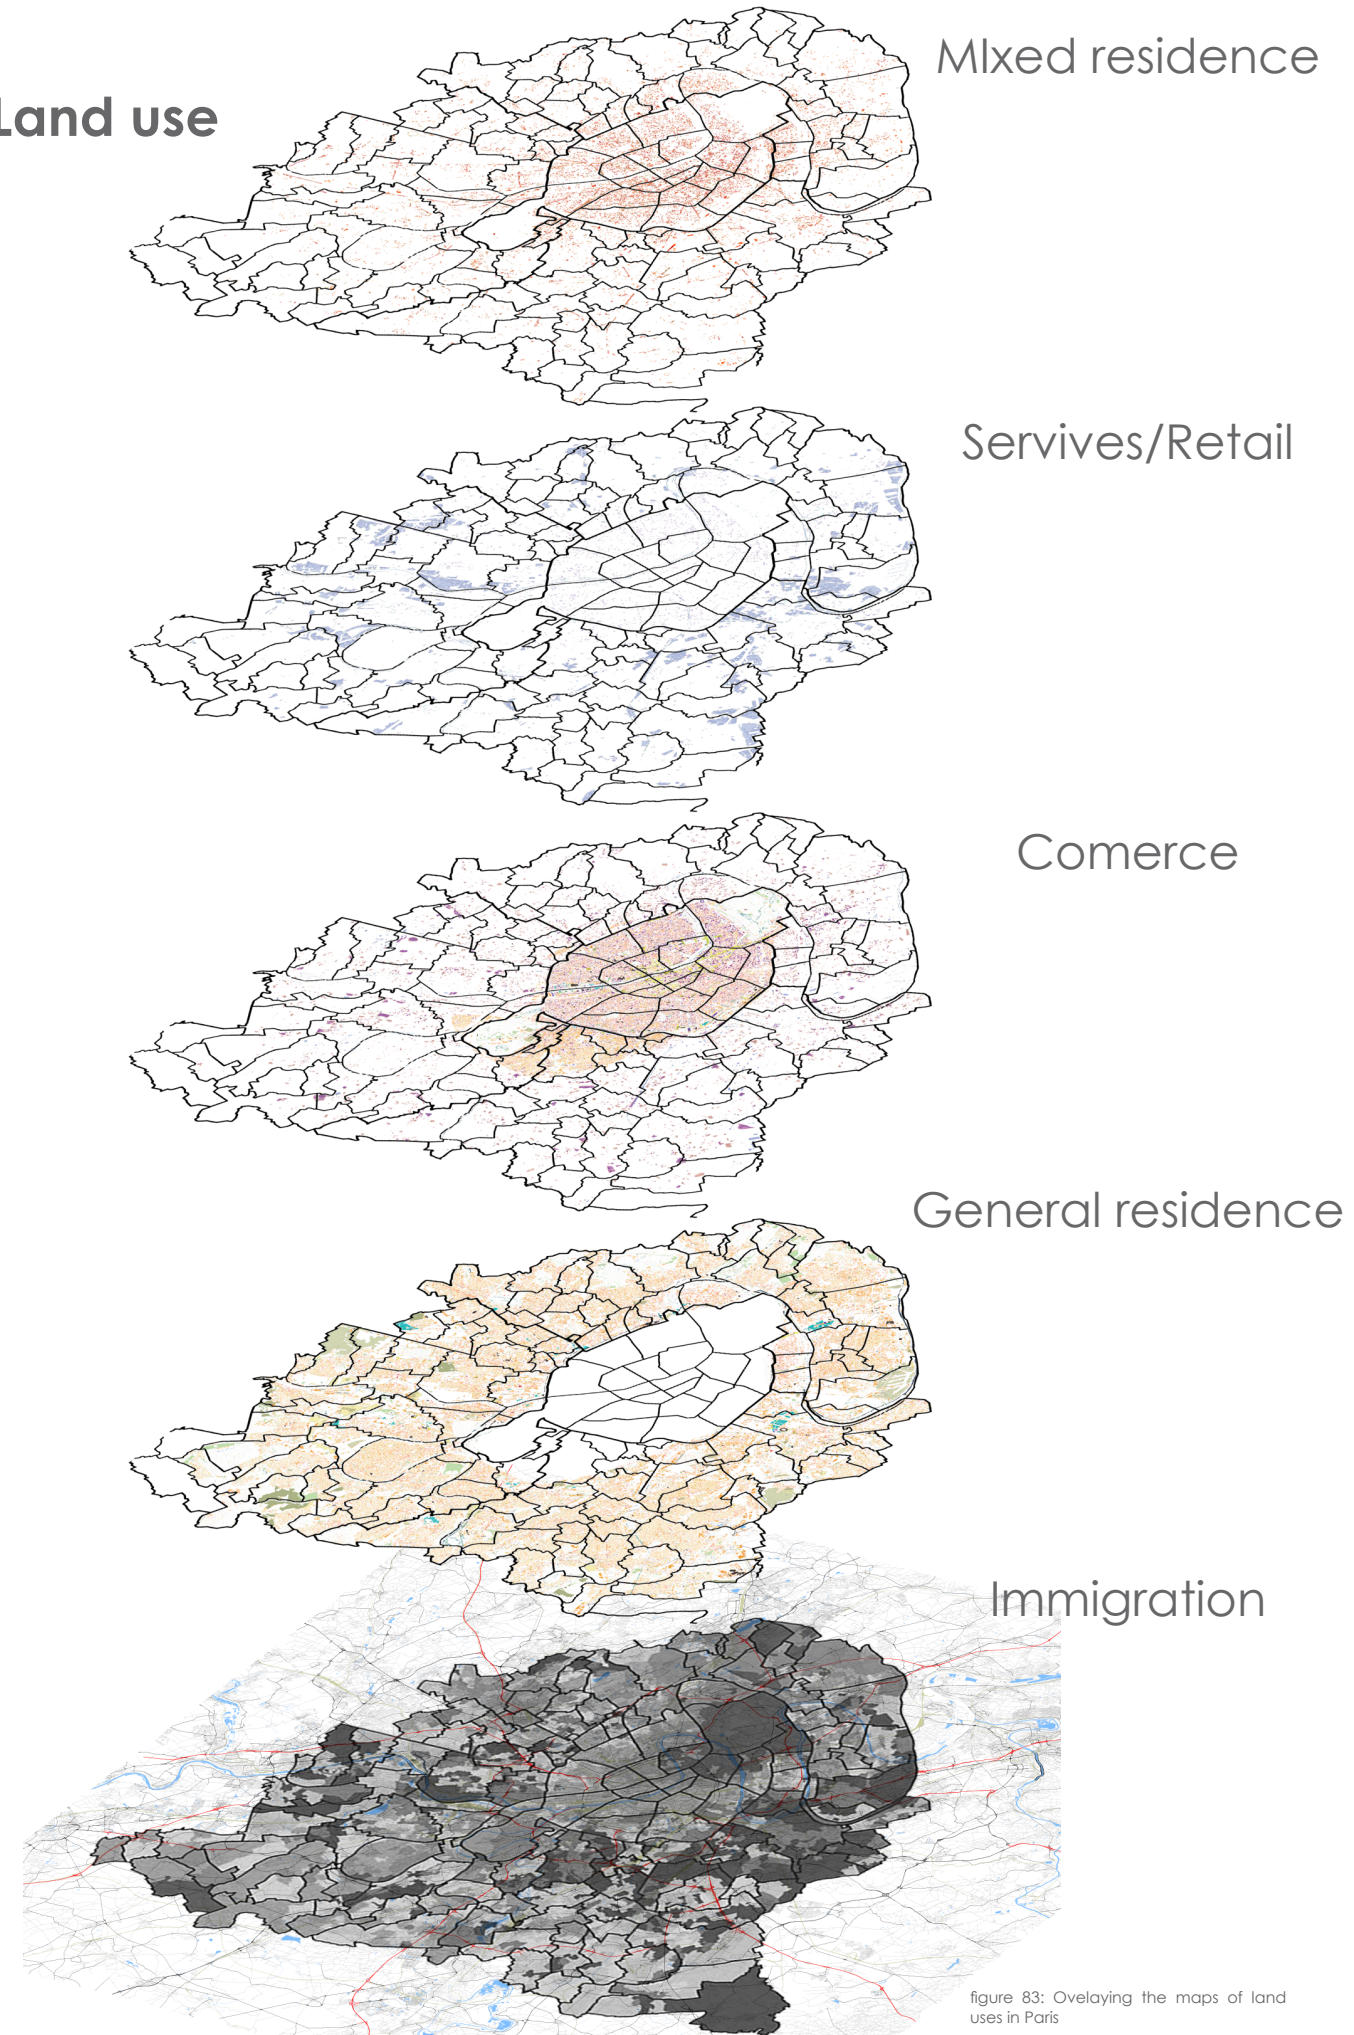 MIxed residence
Land use
Servives/Retail
Comerce
General residence
Immigration
figure 83: Ovelaying the maps of land
uses in Paris